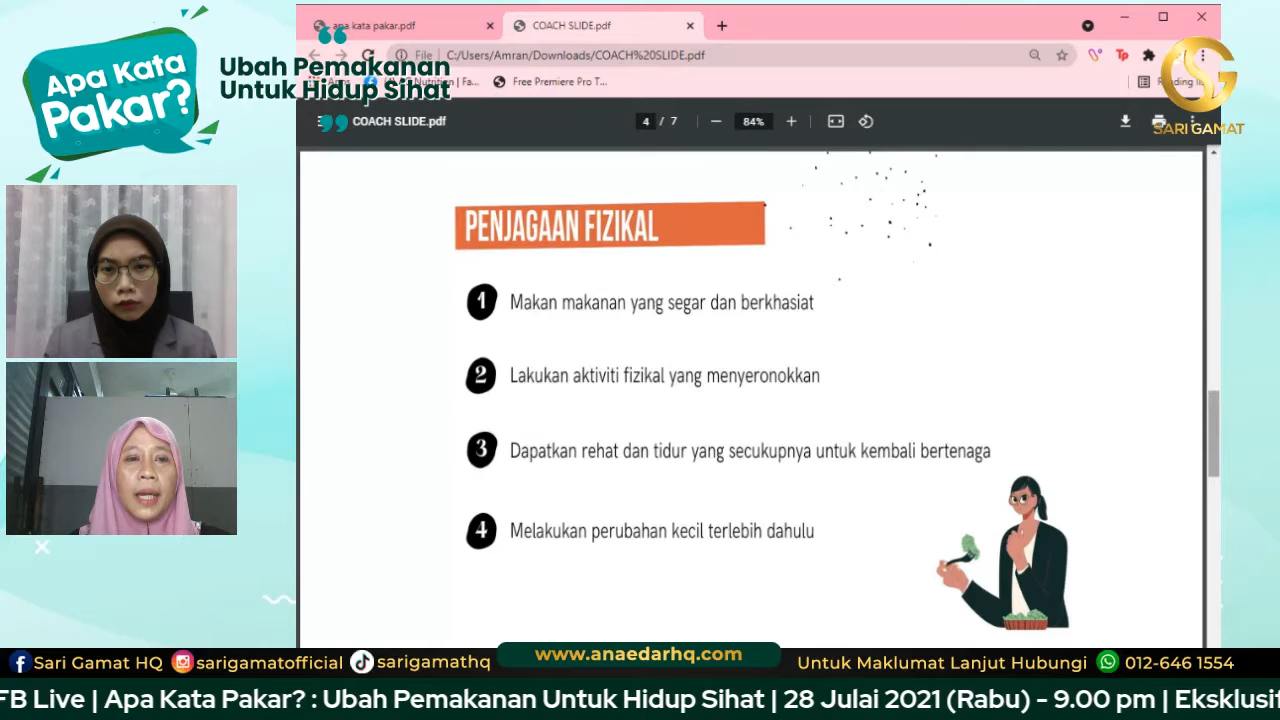 Apa Kata
Pakar?
Ubah Pemakanan
Untuk Hidup Sihat
apa kata pakar.pdf
COACH SLIDE.pdf
File
C:/Users/Amran/Downloads/COACH%20SLIDE.pdf
Free Premiere Pro T...
COACH SLIDE.pdf
4 / 7
84%
SARI GAMAT
PENJAGAAN FIZIKAL
1 Makan makanan yang segar dan berkhasiat
2 Lakukan aktiviti fizikal yang menyeronokkan
3 Dapatkan rehat dan tidur yang secukupnya untuk kembali bertenaga
4 Melakukan perubahan kecil terlebih dahulu
Sari Gamat HQ
sarigamatofficial
sarigamathq
www.anaedarhq.com
Untuk Maklumat Lanjut Hubungi
012-646 1554
FB Live | Apa Kata Pakar? : Ubah Pemakanan Untuk Hidup Sihat | 28 Julai 2021 (Rabu) - 9.00 pm | Eksklusif